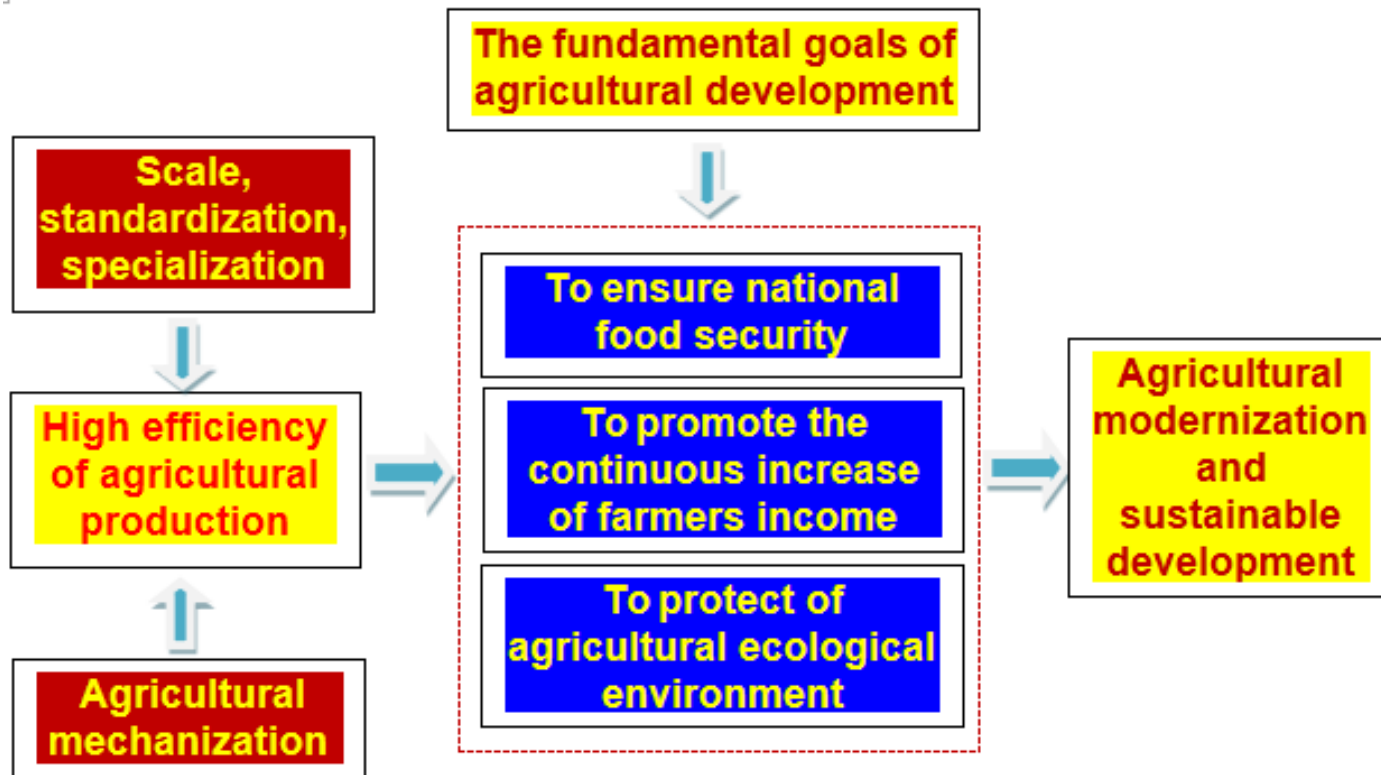 The fundamental goals of
agricultural development
Scale,
standardization,
specialization
To ensure national
food security
High efficiency
of agricultural
production
To promote the
continuous increase
of farmers income
Agricultural
modernization
and
sustainable
development
To protect of
agricultural ecological
environment
Agricultural
mechanization